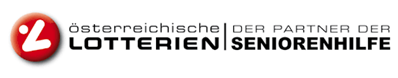 österreichische
LOTTERIEN
DER PARTNER DER
SENIORENHILFE